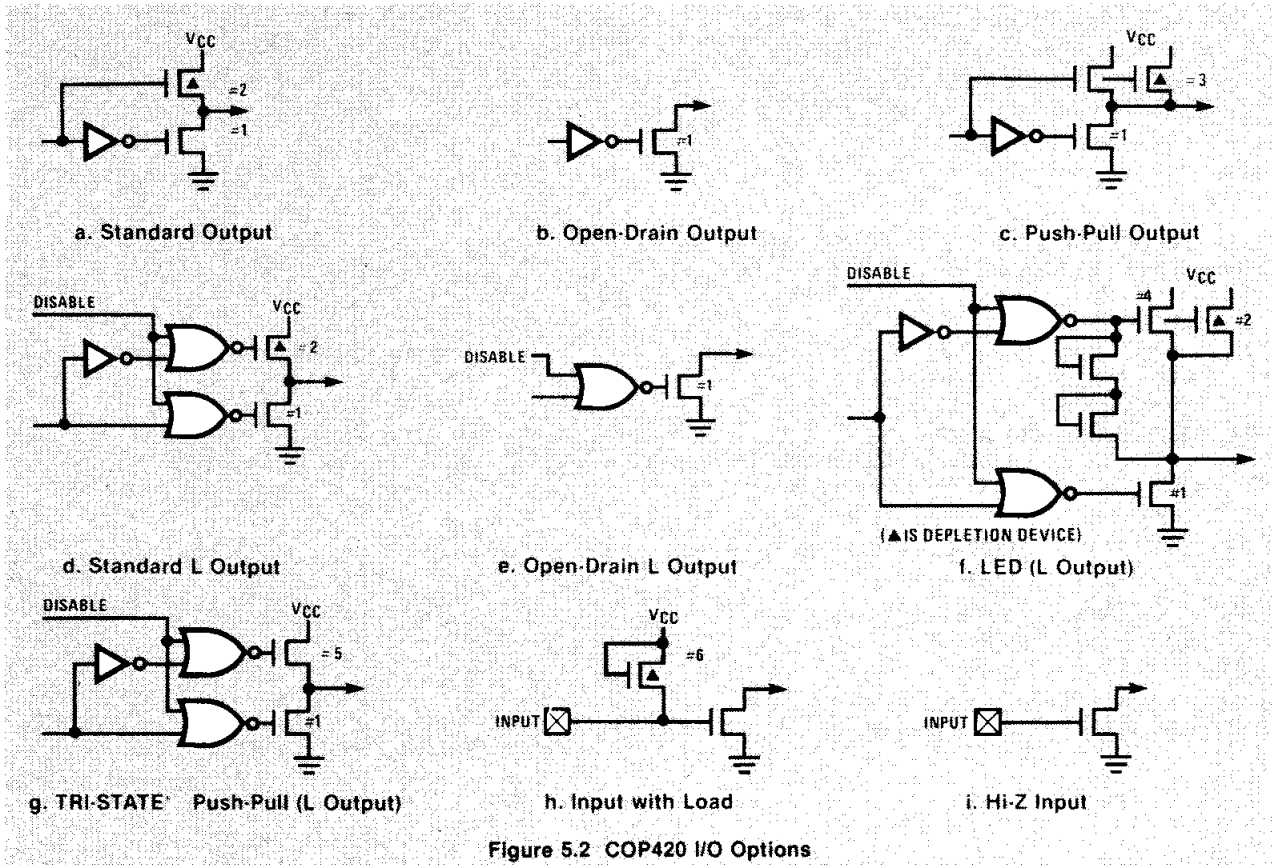 VCC
=2
=1
a. Standard Output
=1
b. Open-Drain Output
VCC
=3
=1
c. Push-Pull Output
DISABLE
VCC
=2
=1
d. Standard L Output
DISABLE
=1
e. Open-Drain L Output
DISABLE
VCC
=4
=2
=1
(▲IS DEPLETION DEVICE)
f. LED (L Output)
DISABLE
VCC
=5
=1
g. TRI-STATE® Push-Pull (L Output)
VCC
=6
INPUT
h. Input with Load
INPUT
i. Hi-Z Input
Figure 5.2 COP420 I/O Options